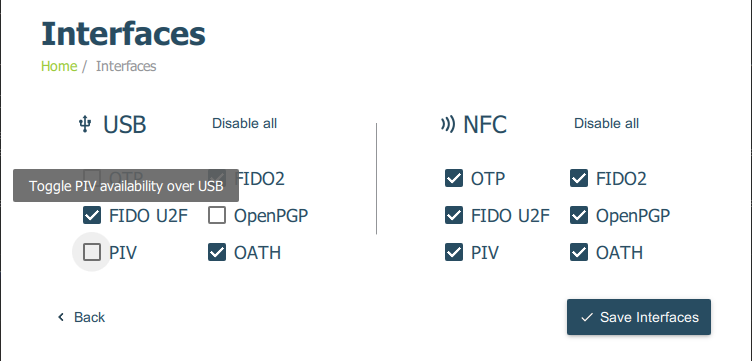 Interfaces
Home / Interfaces
USB Disable all
NFC Disable all
OTP FIDO2
Toggle PIV availability over USB
FIDO U2F OpenPGP
PIV OATH
OTP FIDO2
FIDO U2F OpenPGP
PIV OATH
Back
Save Interfaces